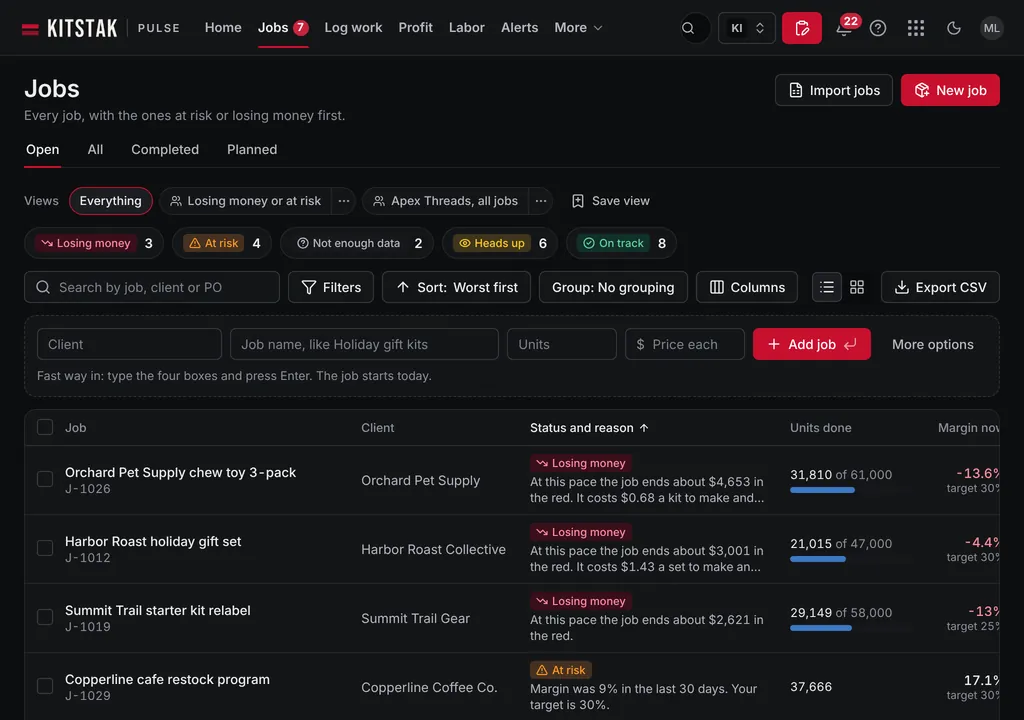 KITSTAK PULSE Home Jobs 7 Log work Profit Labor Alerts More KI 22 ML
Jobs
Import jobs New job
Every job, with the ones at risk or losing money first.
Open All Completed Planned
Views Everything Losing money or at risk ··· Apex Threads, all jobs ··· Save view
Losing money 3 At risk 4 Not enough data 2 Heads up 6 On track 8
Search by job, client or PO Filters Sort: Worst first Group: No grouping Columns Export CSV
Client Job name, like Holiday gift kits Units $ Price each Add job More options
Fast way in: type the four boxes and press Enter. The job starts today.
Job Client Status and reason Units done Margin now
Orchard Pet Supply chew toy 3-pack
J-1026
Orchard Pet Supply
Losing money
At this pace the job ends about $4,653 in
the red. It costs $0.68 a kit to make and...
31,810 of 61,000
-13.6%
target 30%
Harbor Roast holiday gift set
J-1012
Harbor Roast Collective
Losing money
At this pace the job ends about $3,001 in
the red. It costs $1.43 a set to make an...
21,015 of 47,000
-4.4%
target 30%
Summit Trail starter kit relabel
J-1019
Summit Trail Gear
Losing money
At this pace the job ends about $2,621 in
the red.
29,149 of 58,000
-13%
target 25%
Copperline cafe restock program
J-1029
Copperline Coffee Co.
At risk
Margin was 9% in the last 30 days. Your
target is 30%.
37,666
17.1%
target 30%